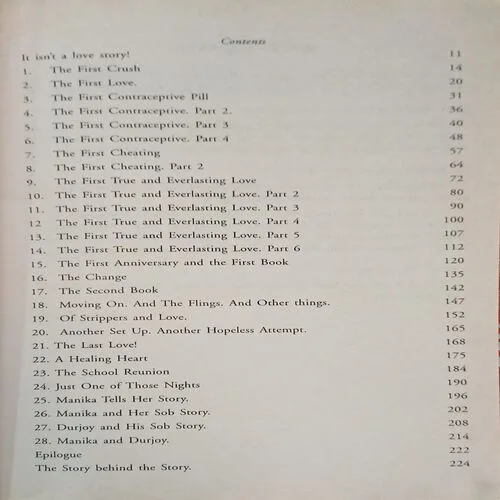 Contents
It isn't a love story! 11
1. The First Crush 14
2. The First Love. 20
3. The First Contraceptive Pill 31
4. The First Contraceptive. Part 2. 36
5. The First Contraceptive. Part 3 40
6. The First Contraceptive. Part 4 48
7. The First Cheating 57
8. The First Cheating. Part 2 64
9. The First True and Everlasting Love 72
10. The First True and Everlasting Love. Part 2 80
11. The First True and Everlasting Love. Part 3 90
12 The First True and Everlasting Love. Part 4 100
13. The First True and Everlasting Love. Part 5 107
14. The First True and Everlasting Love. Part 6 112
15. The First Anniversary and the First Book 120
16. The Change 135
17. The Second Book 142
18. Moving On. And The Flings. And Other things. 147
19. Of Strippers and Love. 152
20. Another Set Up. Another Hopeless Attempt. 165
21. The Last Love! 168
22. A Healing Heart 175
23. The School Reunion 184
24. Just One of Those Nights 190
25. Manika Tells Her Story. 196
26. Manika and Her Sob Story. 202
27. Durjoy and His Sob Story. 208
28. Manika and Durjoy. 214
Epilogue 222
The Story behind the Story. 224